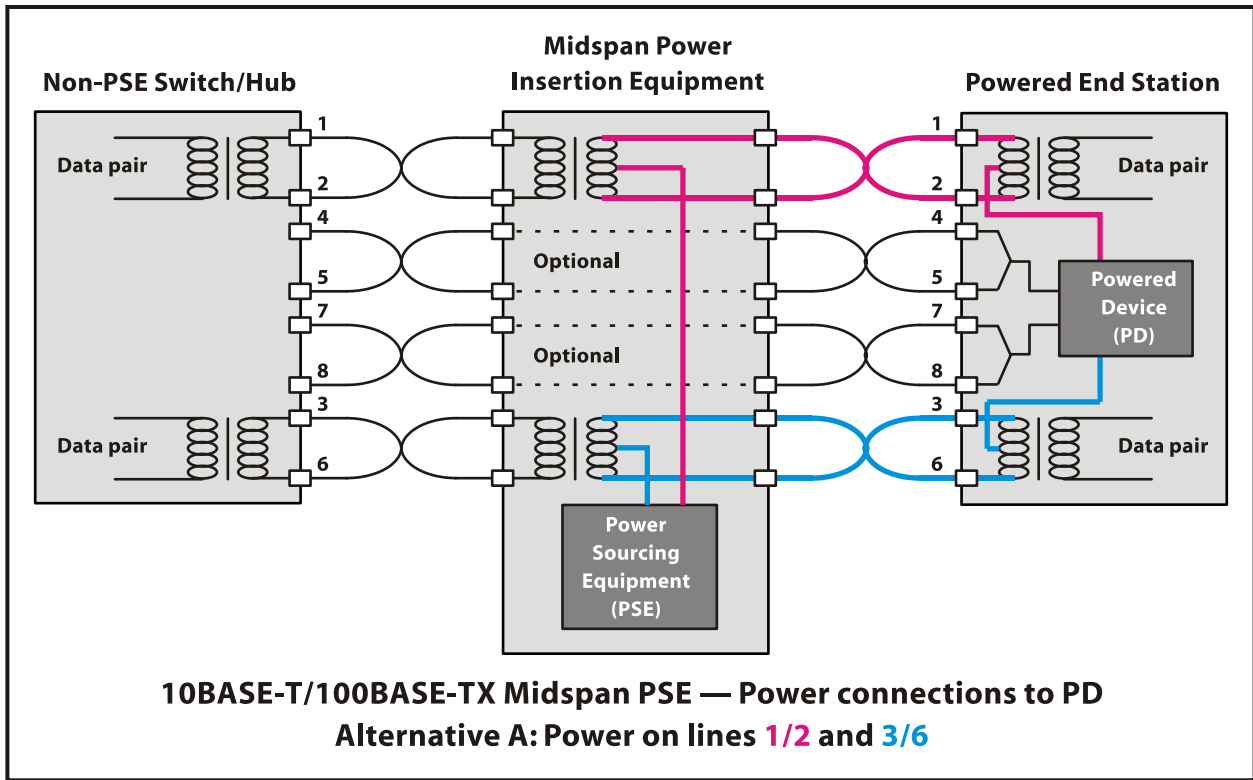 Non-PSE Switch/Hub
Midspan Power
Insertion Equipment
Powered End Station
Data pair
1
2
4
5
7
8
3
6
Data pair
Optional
Optional
Power
Sourcing
Equipment
(PSE)
1
2
4
5
7
8
3
6
Data pair
Powered
Device
(PD)
Data pair
10BASE-T/100BASE-TX Midspan PSE — Power connections to PD
Alternative A: Power on lines 1/2 and 3/6